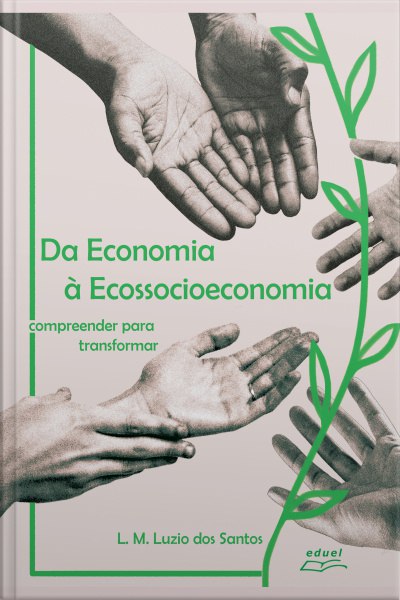 Da Economia
à Ecossocioeconomia
compreender para
transformar
L. M. Luzio dos Santos
eduel